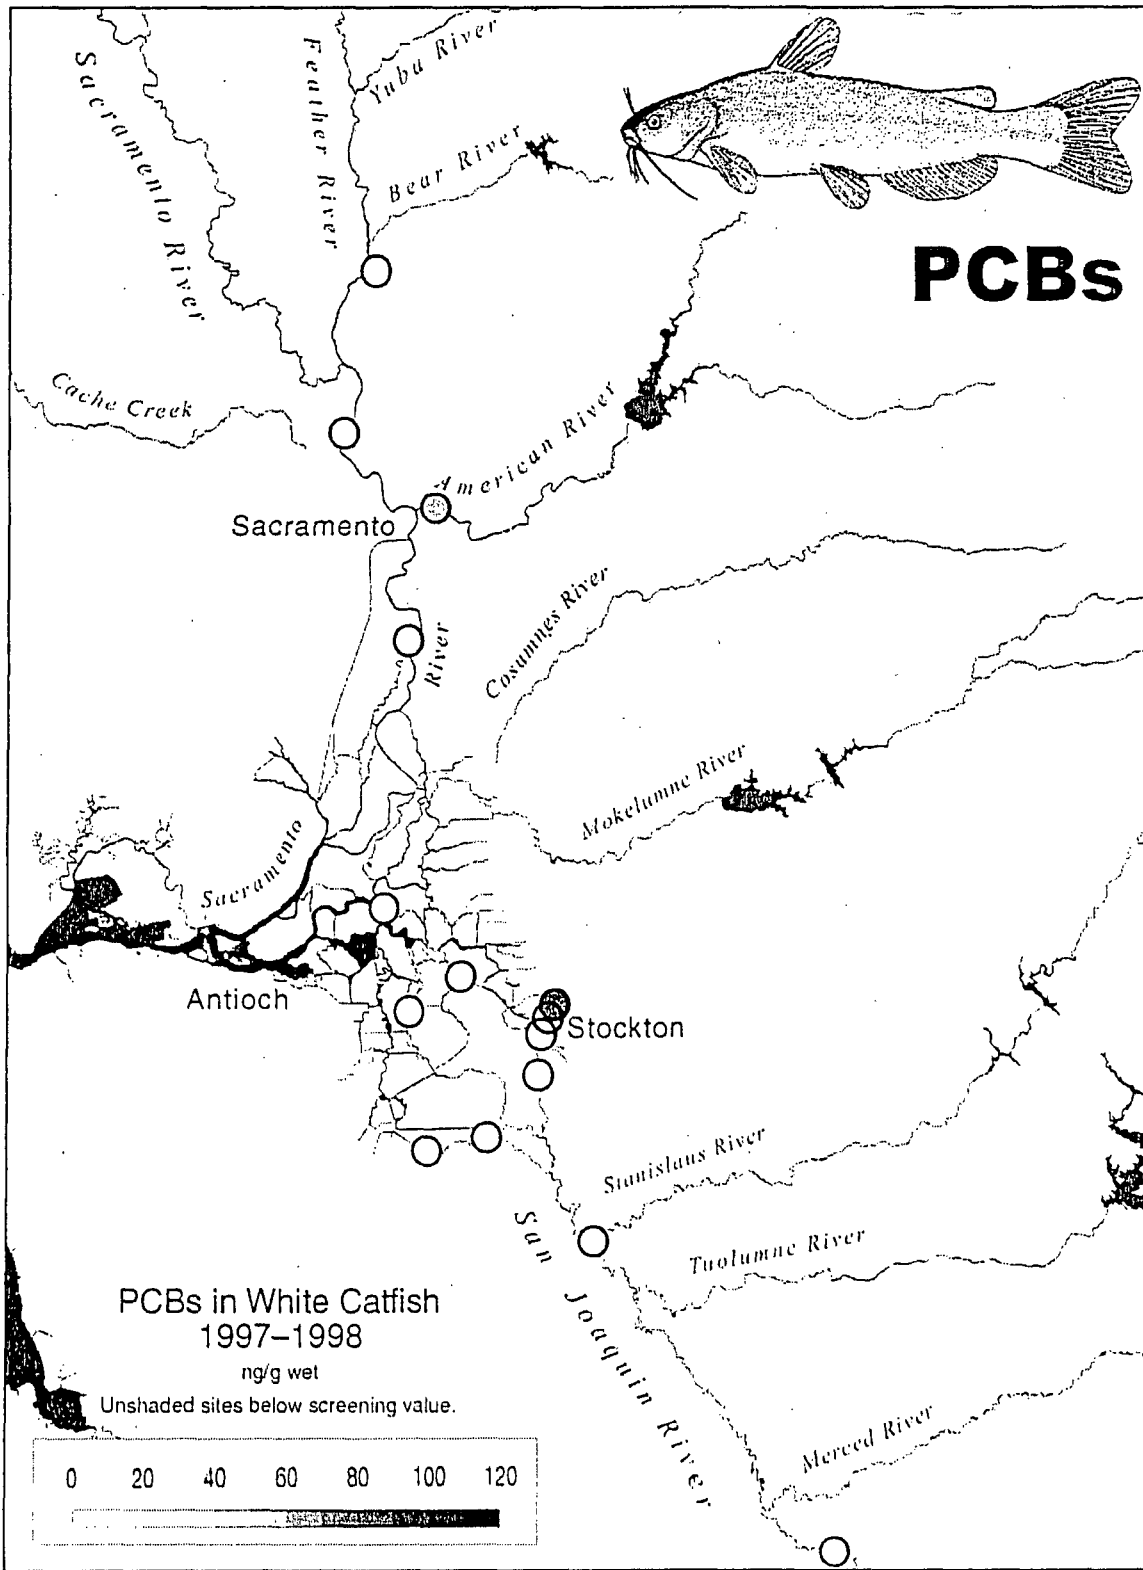 Sacramento River
Feather River
Yuba River
Bear River
PCBs
Cache Creek
American River
Sacramento
Cosumnes River
River
Mokelumne River
Sacramento
Antioch
Stockton
Stanislaus River
Tuolumne River
San Joaquin River
Merced River
PCBs in White Catfish
1997–1998
ng/g wet
Unshaded sites below screening value.
0 20 40 60 80 100 120